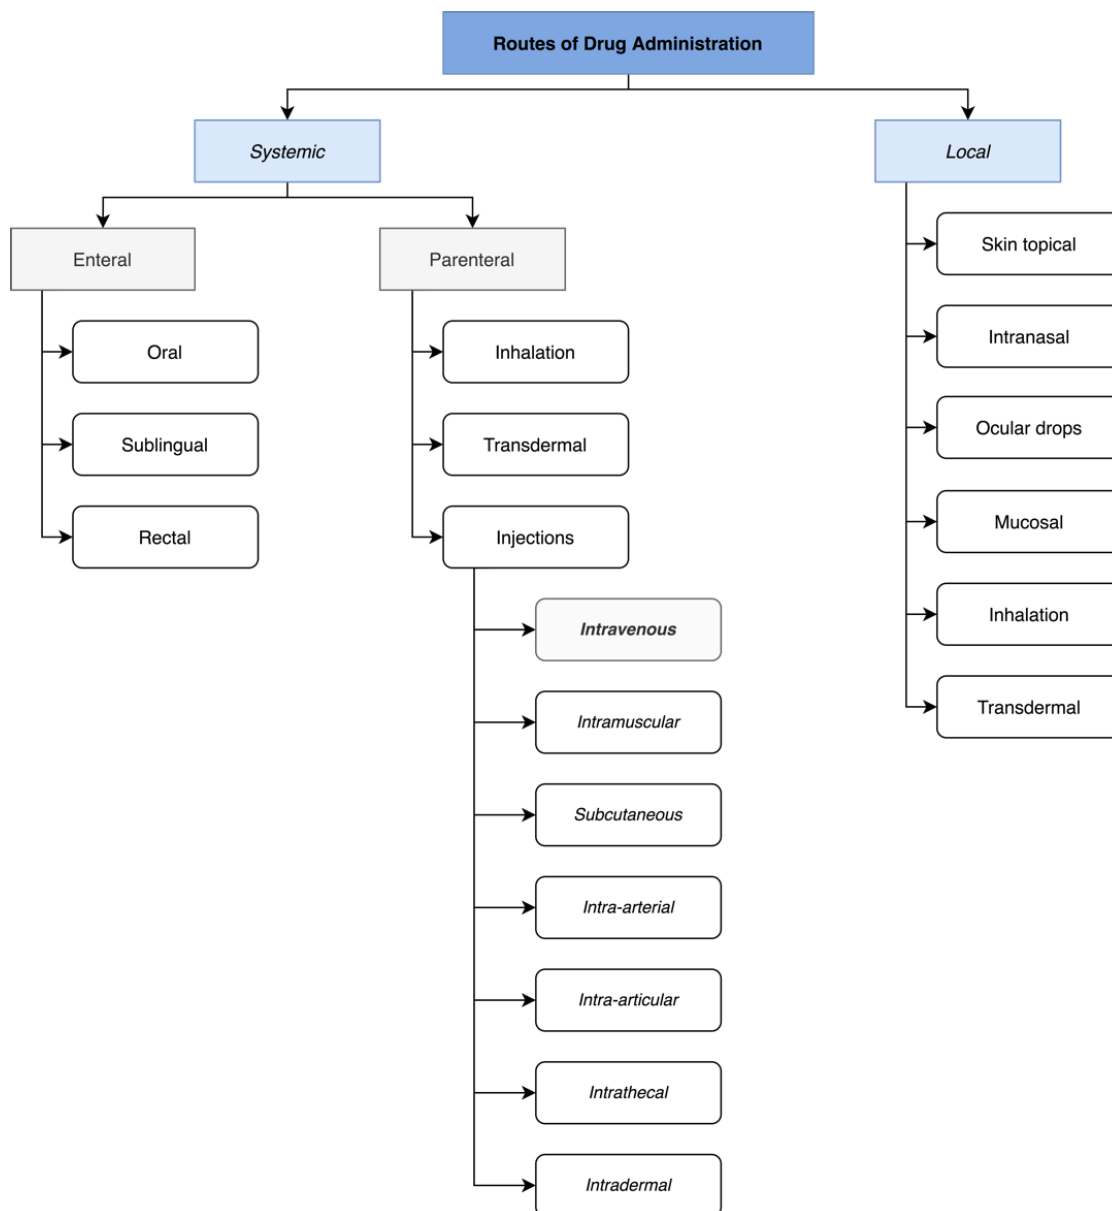 Routes of Drug Administration
Systemic
Local
Enteral
Parenteral
Skin topical
Oral
Inhalation
Intranasal
Sublingual
Transdermal
Ocular drops
Rectal
Injections
Mucosal
Intravenous
Inhalation
Intramuscular
Transdermal
Subcutaneous
Intra-arterial
Intra-articular
Intrathecal
Intradermal